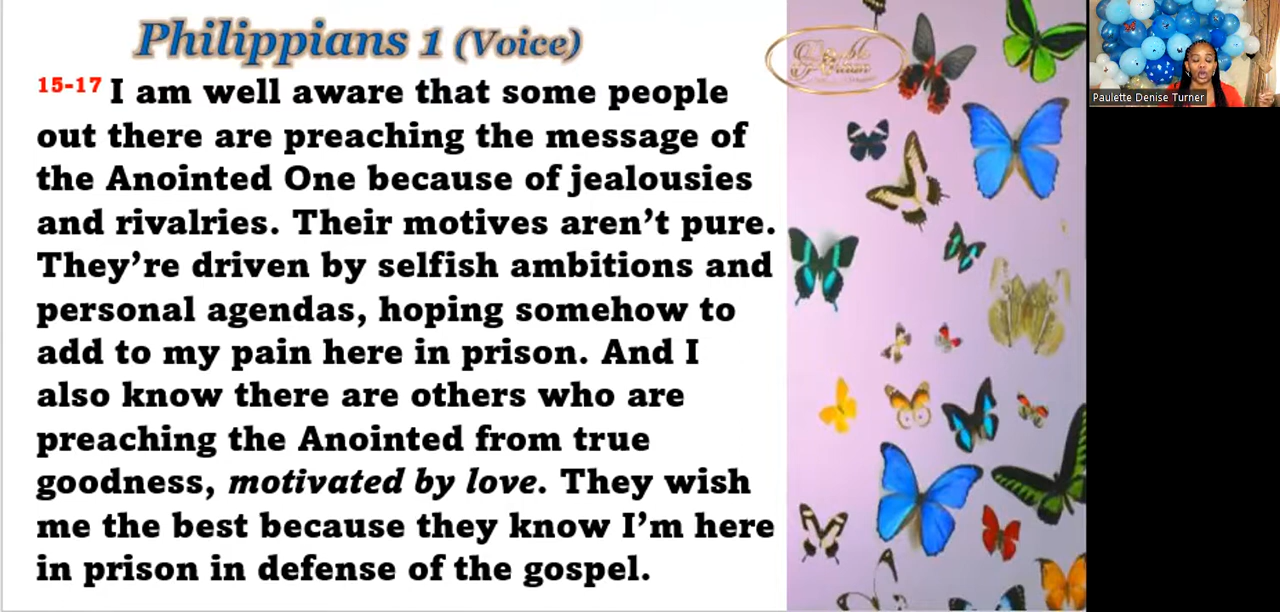 Philippians 1 (Voice)
15-17 I am well aware that some people
out there are preaching the message of
the Anointed One because of jealousies
and rivalries. Their motives aren’t pure.
They’re driven by selfish ambitions and
personal agendas, hoping somehow to
add to my pain here in prison. And I
also know there are others who are
preaching the Anointed from true
goodness, motivated by love. They wish
me the best because they know I’m here
in prison in defense of the gospel.
Paulette Denise Turner